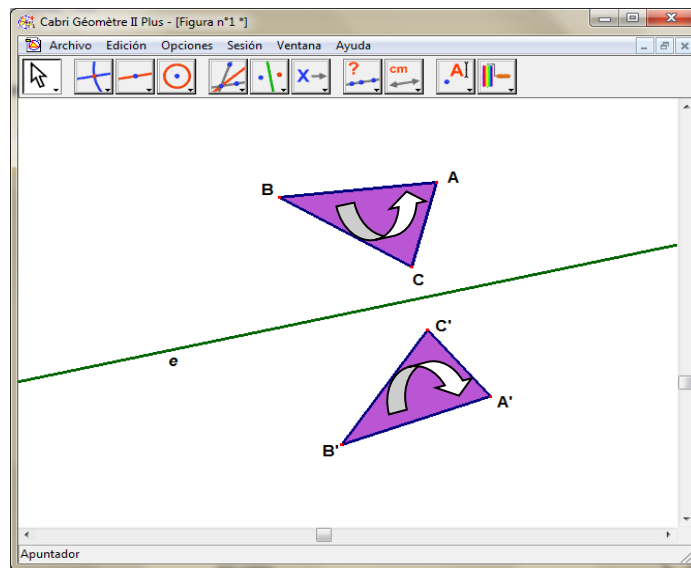 Cabri Géomètre II Plus - [Figura n°1 *]
Archivo Edición Opciones Sesión Ventana Ayuda
X ? cm A
B
A
C
e
C'
A'
B'
Apuntador